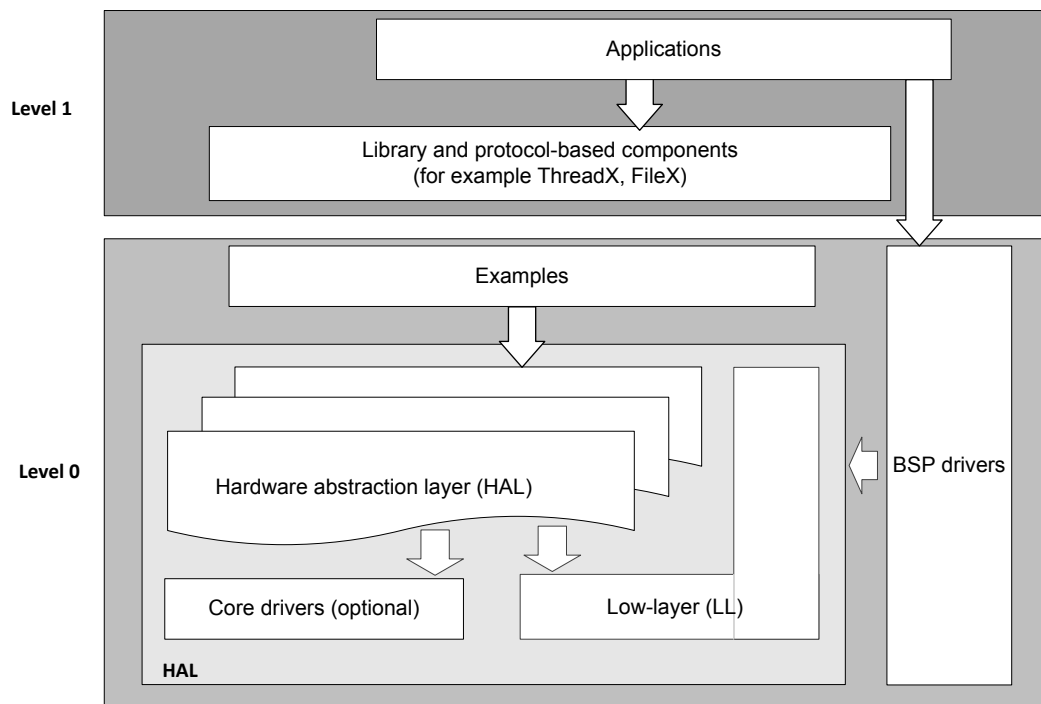 Applications
Level 1
Library and protocol-based components
(for example ThreadX, FileX)
Examples
Level 0
BSP drivers
Hardware abstraction layer (HAL)
Core drivers (optional)
Low-layer (LL)
HAL